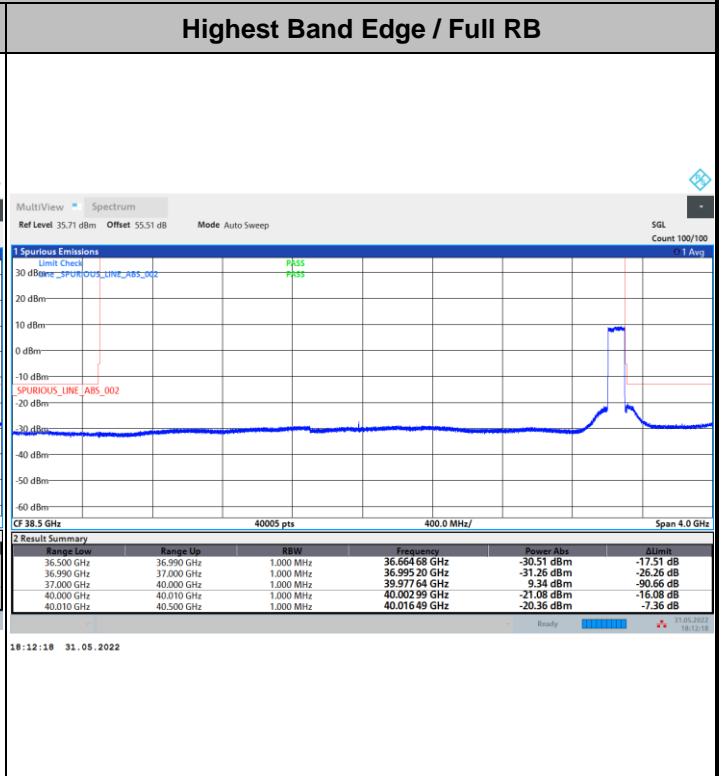 Highest Band Edge / Full RB
MultiView Spectrum
Ref Level 35.71 dBm Offset 55.51 dB Mode Auto Sweep SGL
Count 100/100
1 Spurious Emissions 1 Avg
Limit Check PASS
30 dBm Line _SPURIOUS_LINE_ABS_002 PASS
20 dBm
10 dBm
0 dBm
-10 dBm
_SPURIOUS_LINE_ABS_002
-20 dBm
-30 dBm
-40 dBm
-50 dBm
-60 dBm
CF 38.5 GHz 40005 pts 400.0 MHz/ Span 4.0 GHz
2 Result Summary
Range Low Range Up RBW Frequency Power Abs ΔLimit
36.500 GHz 36.990 GHz 1.000 MHz 36.664 68 GHz -30.51 dBm -17.51 dB
36.990 GHz 37.000 GHz 1.000 MHz 36.995 20 GHz -31.26 dBm -26.26 dB
37.000 GHz 40.000 GHz 1.000 MHz 39.977 64 GHz 9.34 dBm -90.66 dB
40.000 GHz 40.010 GHz 1.000 MHz 40.002 99 GHz -21.08 dBm -16.08 dB
40.010 GHz 40.500 GHz 1.000 MHz 40.016 49 GHz -20.36 dBm -7.36 dB
Ready 31.05.2022
18:12:18
18:12:18 31.05.2022